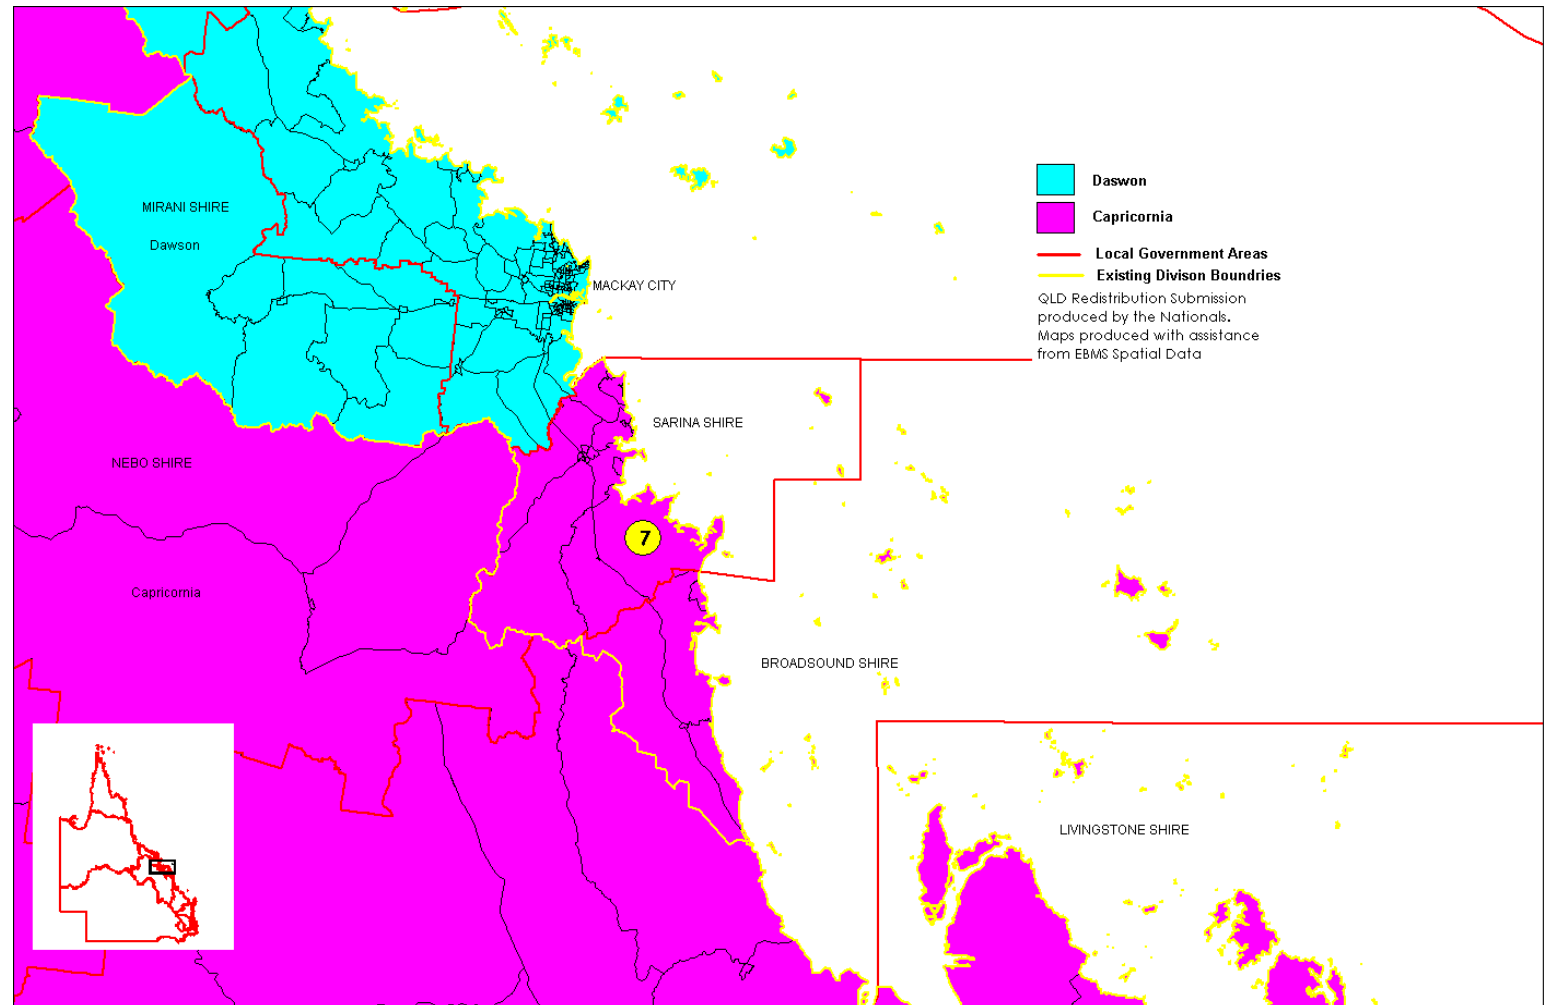 Daswon
MIRANI SHIRE
Capricornia
Dawson
Local Government Areas
Existing Divison Boundries
MACKAY CITY
QLD Redistribution Submission
produced by the Nationals.
Maps produced with assistance
from EBMS Spatial Data
SARINA SHIRE
NEBO SHIRE
7
Capricornia
BROADSOUND SHIRE
LIVINGSTONE SHIRE